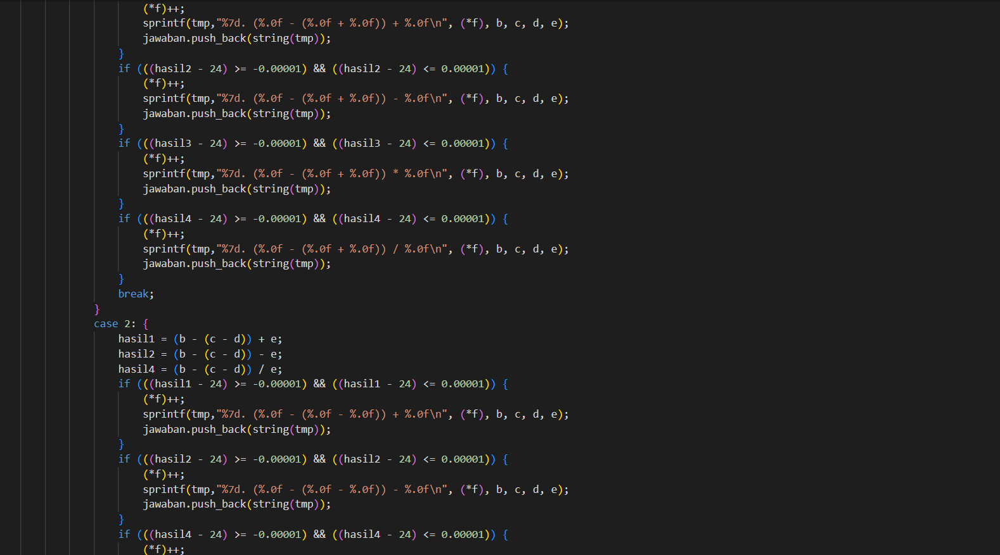 (*f)++;
sprintf(tmp,"%7d. (%.0f - (%.0f + %.0f)) + %.0f\n", (*f), b, c, d, e);
jawaban.push_back(string(tmp));
}
if (((hasil2 - 24) >= -0.00001) && ((hasil2 - 24) <= 0.00001)) {
(*f)++;
sprintf(tmp,"%7d. (%.0f - (%.0f + %.0f)) - %.0f\n", (*f), b, c, d, e);
jawaban.push_back(string(tmp));
}
if (((hasil3 - 24) >= -0.00001) && ((hasil3 - 24) <= 0.00001)) {
(*f)++;
sprintf(tmp,"%7d. (%.0f - (%.0f + %.0f)) * %.0f\n", (*f), b, c, d, e);
jawaban.push_back(string(tmp));
}
if (((hasil4 - 24) >= -0.00001) && ((hasil4 - 24) <= 0.00001)) {
(*f)++;
sprintf(tmp,"%7d. (%.0f - (%.0f + %.0f)) / %.0f\n", (*f), b, c, d, e);
jawaban.push_back(string(tmp));
}
break;
}
case 2: {
hasil1 = (b - (c - d)) + e;
hasil2 = (b - (c - d)) - e;
hasil4 = (b - (c - d)) / e;
if (((hasil1 - 24) >= -0.00001) && ((hasil1 - 24) <= 0.00001)) {
(*f)++;
sprintf(tmp,"%7d. (%.0f - (%.0f - %.0f)) + %.0f\n", (*f), b, c, d, e);
jawaban.push_back(string(tmp));
}
if (((hasil2 - 24) >= -0.00001) && ((hasil2 - 24) <= 0.00001)) {
(*f)++;
sprintf(tmp,"%7d. (%.0f - (%.0f - %.0f)) - %.0f\n", (*f), b, c, d, e);
jawaban.push_back(string(tmp));
}
if (((hasil4 - 24) >= -0.00001) && ((hasil4 - 24) <= 0.00001)) {
(*f)++;